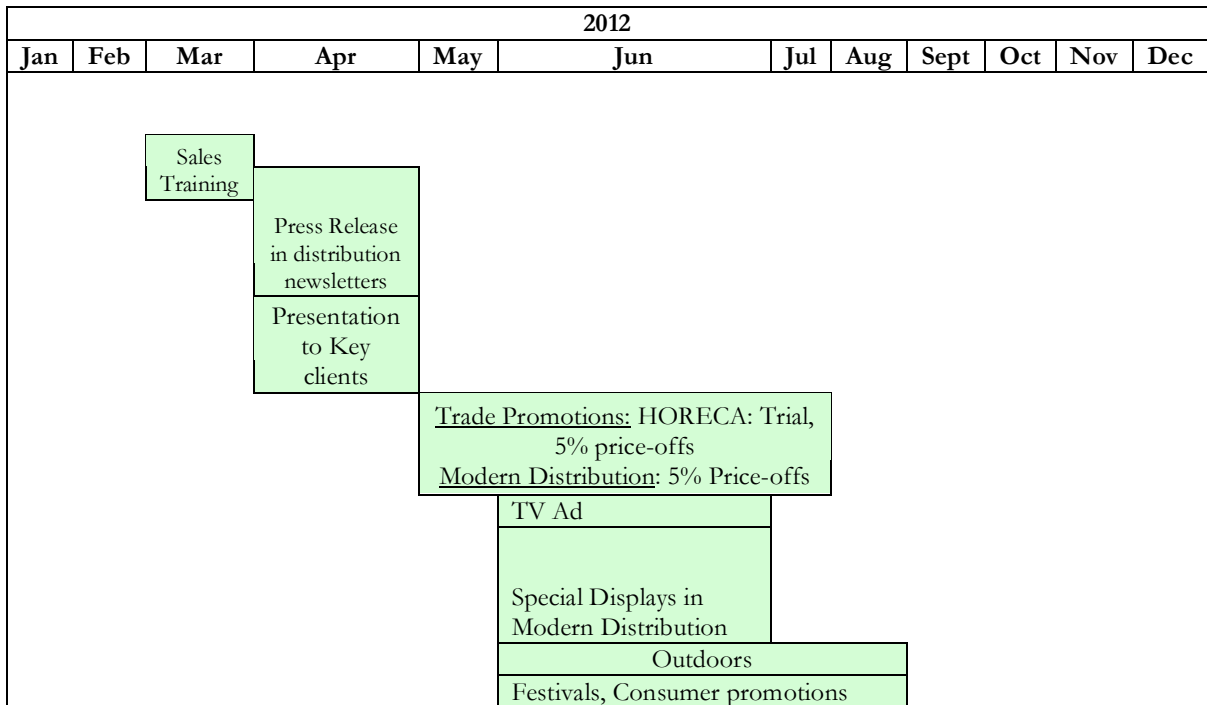 2012
Jan Feb Mar Apr May Jun Jul Aug Sept Oct Nov Dec
Sales
Training
Press Release
in distribution
newsletters
Presentation
to Key
clients
Trade Promotions: HORECA: Trial,
5% price-offs
Modern Distribution: 5% Price-offs
TV Ad
Special Displays in
Modern Distribution
Outdoors
Festivals, Consumer promotions